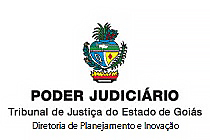 PODER JUDICIÁRIO
Tribunal de Justiça do Estado de Goiás
Diretoria de Planejamento e Inovação